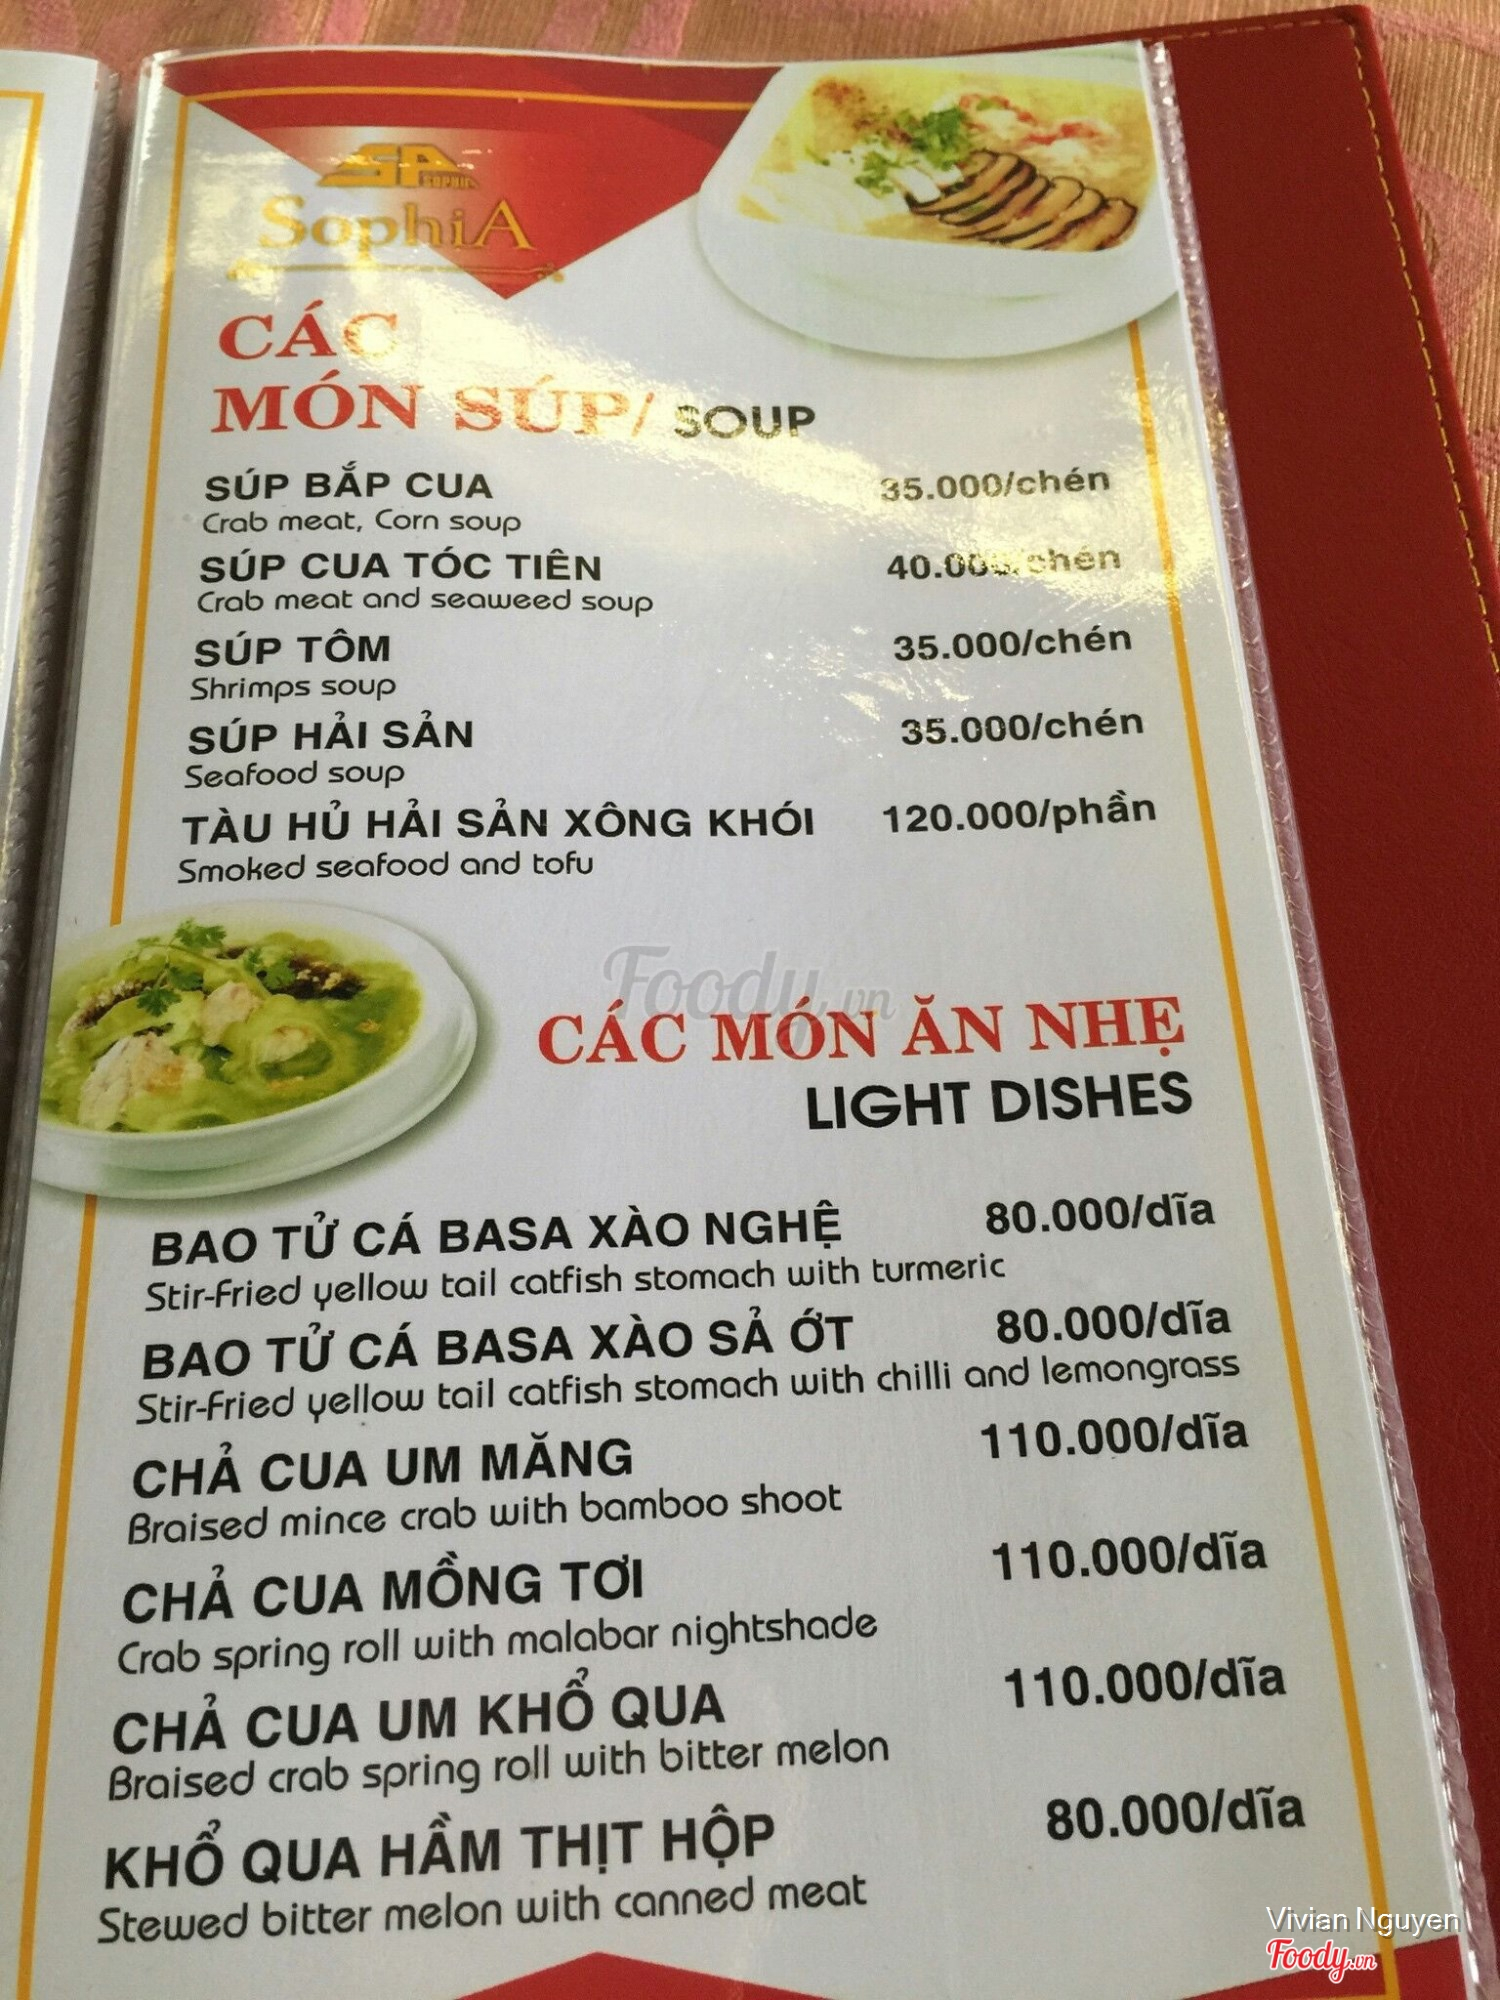 SP
SOPHIA
SophiA
CÁC
MÓN SÚP/ SOUP
SÚP BẮP CUA 35.000/chén
Crab meat, Corn soup
SÚP CUA TÓC TIÊN 40.000/chén
Crab meat and seaweed soup
SÚP TÔM 35.000/chén
Shrimps soup
SÚP HẢI SẢN 35.000/chén
Seafood soup
TÀU HỦ HẢI SẢN XÔNG KHÓI 120.000/phần
Smoked seafood and tofu
Foody.vn
CÁC MÓN ĂN NHẸ
LIGHT DISHES
BAO TỬ CÁ BASA XÀO NGHỆ 80.000/dĩa
Stir-Fried yellow tail catfish stomach with turmeric
BAO TỬ CÁ BASA XÀO SẢ ỚT 80.000/dĩa
Stir-Fried yellow tail catfish stomach with chilli and lemongrass
CHẢ CUA UM MĂNG 110.000/dĩa
Braised mince crab with bamboo shoot
CHẢ CUA MỒNG TƠI 110.000/dĩa
Crab spring roll with malabar nightshade
CHẢ CUA UM KHỔ QUA 110.000/dĩa
Braised crab spring roll with bitter melon
KHỔ QUA HẦM THỊT HỘP 80.000/dĩa
Stewed bitter melon with canned meat
Vivian Nguyen
Foody.vn